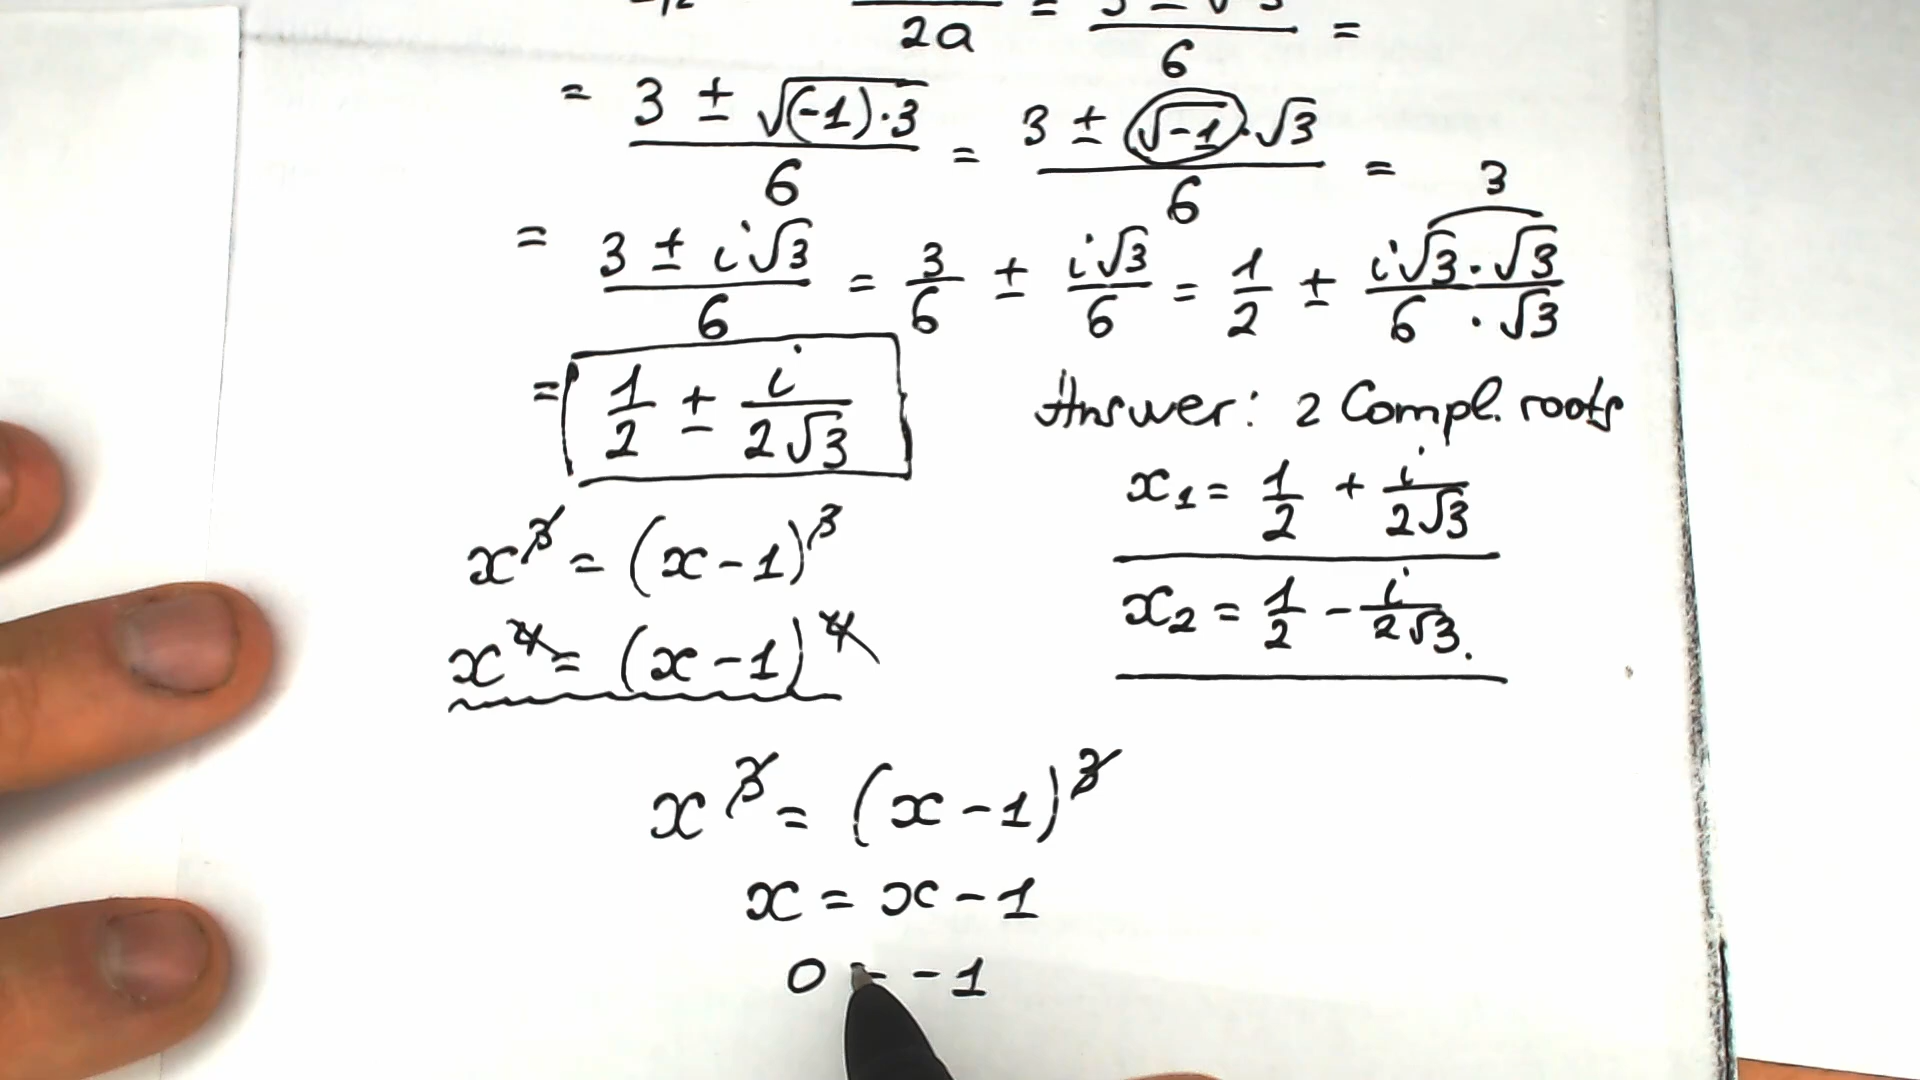 2a = 6 =
= 3 ± √(-1)·3 / 6 = 3 ± √-1·√3 / 6 = 3
= 3 ± i√3 / 6 = 3/6 ± i√3/6 = 1/2 ± i√3·√3 / 6·√3
= 1/2 ± i/2√3
Answer: 2 Compl. roots
x₁ = 1/2 + i/2√3
x₂ = 1/2 - i/2√3.
x³ = (x-1)³
x⁴ = (x-1)⁴
x³ = (x-1)³
x = x-1
0 = -1